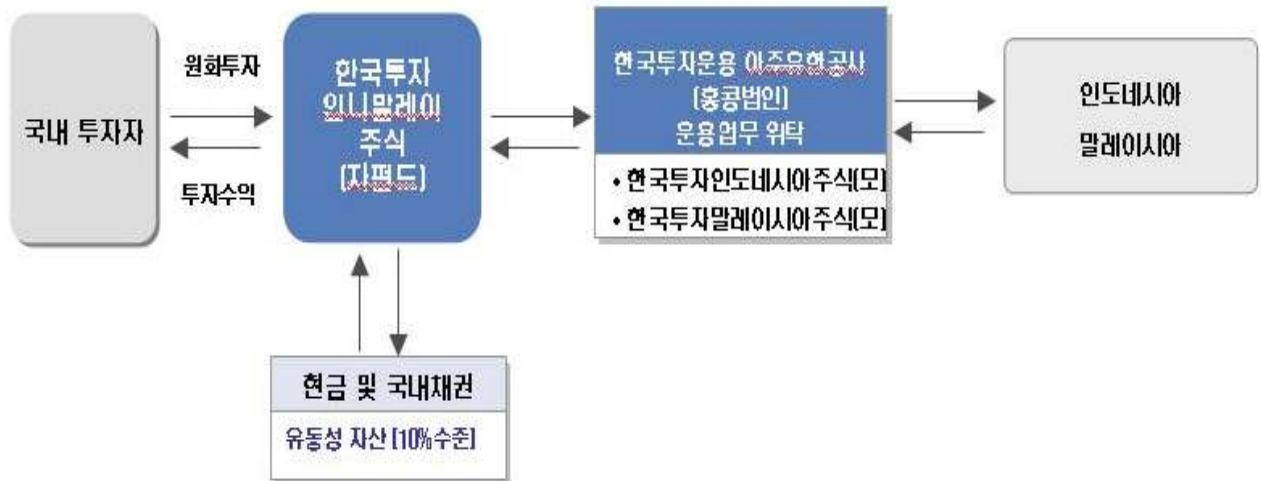 국내 투자자
원화투자
투자수익
한국투자
인니말레이
주식
(자펀드)
한국투자운용 아주유한공사
(홍콩법인)
운용업무 위탁
• 한국투자인도네시아주식(모)
• 한국투자말레이시아주식(모)
인도네시아
말레이시아
현금 및 국내채권
유동성 자산 [10%수준]